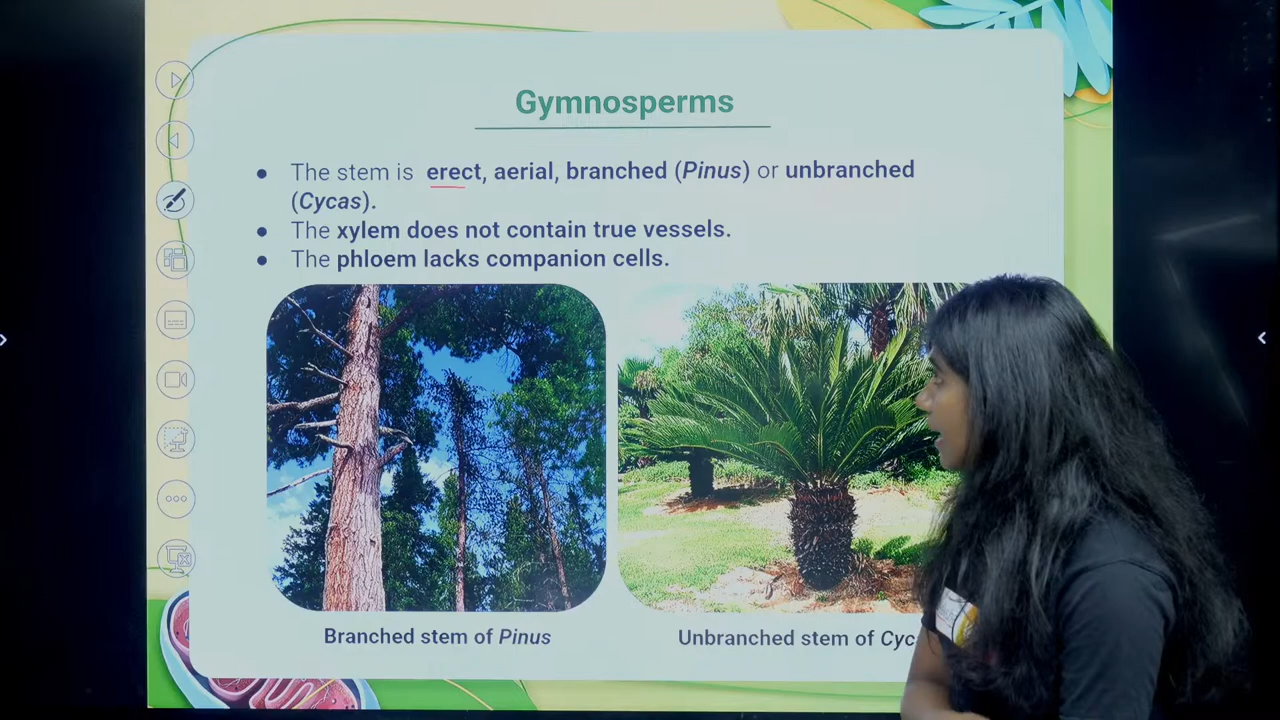 Gymnosperms
• The stem is erect, aerial, branched (Pinus) or unbranched
(Cycas).
• The xylem does not contain true vessels.
• The phloem lacks companion cells.
Branched stem of Pinus
Unbranched stem of Cyc